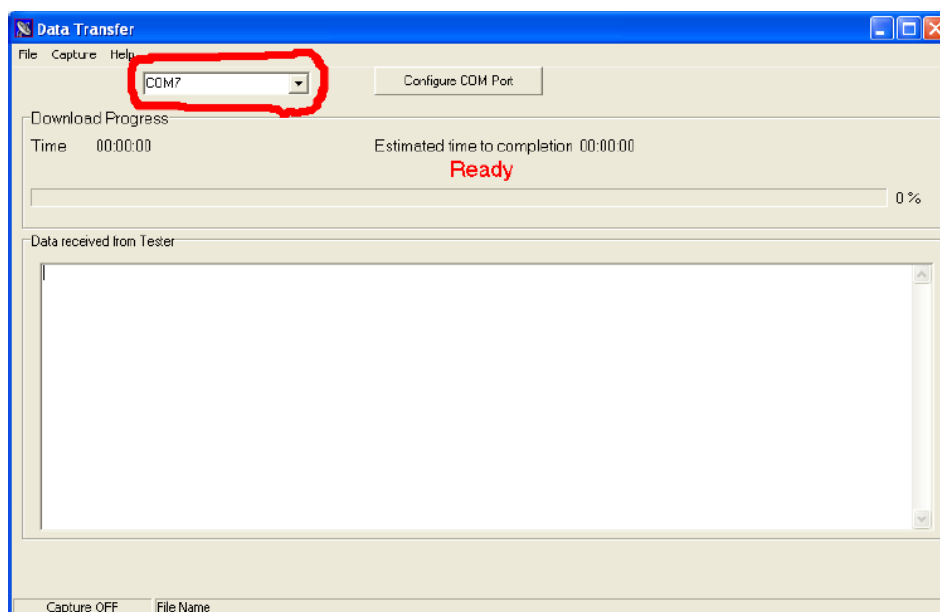 Data Transfer
File Capture Help
COM7 Configure COM Port
Download Progress
Time 00:00:00 Estimated time to completion 00:00:00
Ready
0 %
Data received from Tester
Capture OFF File Name